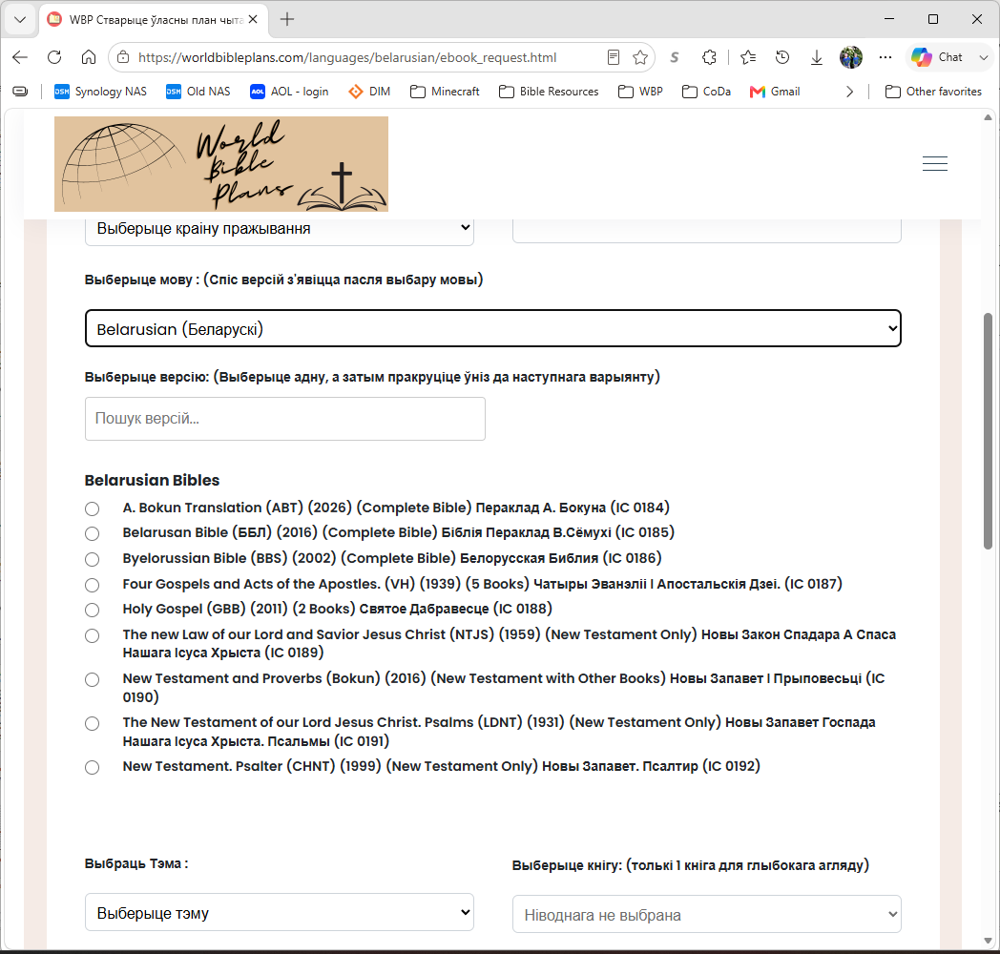 WBP Стварыце ўласны план чыта
https://worldbibleplans.com/languages/belarusian/ebook_request.html
S
Chat
DSM Synology NAS
DSM Old NAS
AOL AOL - login
DIM
Minecraft
Bible Resources
WBP
CoDa
Gmail
Other favorites
World
Bible
Plans
Выберыце краіну пражывання
Выберыце мову : (Спіс версій з'явіцца пасля выбару мовы)
Belarusian (Беларускі)
Выберыце версію: (Выберыце адну, а затым пракруціце ўніз да наступнага варыянту)
Пошук версій...
Belarusian Bibles
A. Bokun Translation (ABT) (2026) (Complete Bible) Пераклад А. Бокуна (IC 0184)
Belarusan Bible (ББЛ) (2016) (Complete Bible) Біблія Пераклад В.Сёмухі (IC 0185)
Byelorussian Bible (BBS) (2002) (Complete Bible) Белорусская Библия (IC 0186)
Four Gospels and Acts of the Apostles. (VH) (1939) (5 Books) Чатыры Эванэліі І Апостальскія Дзеі. (IC 0187)
Holy Gospel (GBB) (2011) (2 Books) Святое Дабравесце (IC 0188)
The new Law of our Lord and Savior Jesus Christ (NTJS) (1959) (New Testament Only) Новы Закон Спадара А Спаса
Нашага Ісуса Хрыста (IC 0189)
New Testament and Proverbs (Bokun) (2016) (New Testament with Other Books) Новы Запавет І Прыповесьці (IC
0190)
The New Testament of our Lord Jesus Christ. Psalms (LDNT) (1931) (New Testament Only) Новы Запавет Госпада
Нашага Ісуса Хрыста. Псальмы (IC 0191)
New Testament. Psalter (CHNT) (1999) (New Testament Only) Новы Запавет. Псалтир (IC 0192)
Выбраць Тэма :
Выберыце кнігу: (толькі 1 кніга для глыбокага агляду)
Выберыце тэму
Ніводнага не выбрана